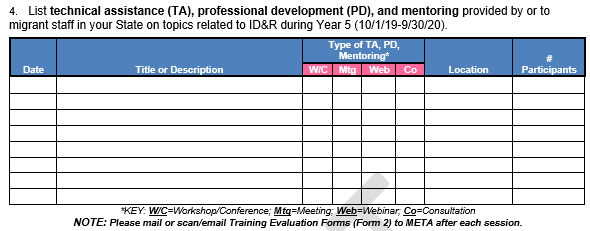 4. List technical assistance (TA), professional development (PD), and mentoring provided by or to
migrant staff in your State on topics related to ID&R during Year 5 (10/1/19-9/30/20).
Type of TA, PD,
Mentoring*
Date Title or Description W/C Mtg Web Co Location # Participants
*KEY: W/C=Workshop/Conference; Mtg=Meeting; Web=Webinar; Co=Consultation
NOTE: Please mail or scan/email Training Evaluation Forms (Form 2) to META after each session.